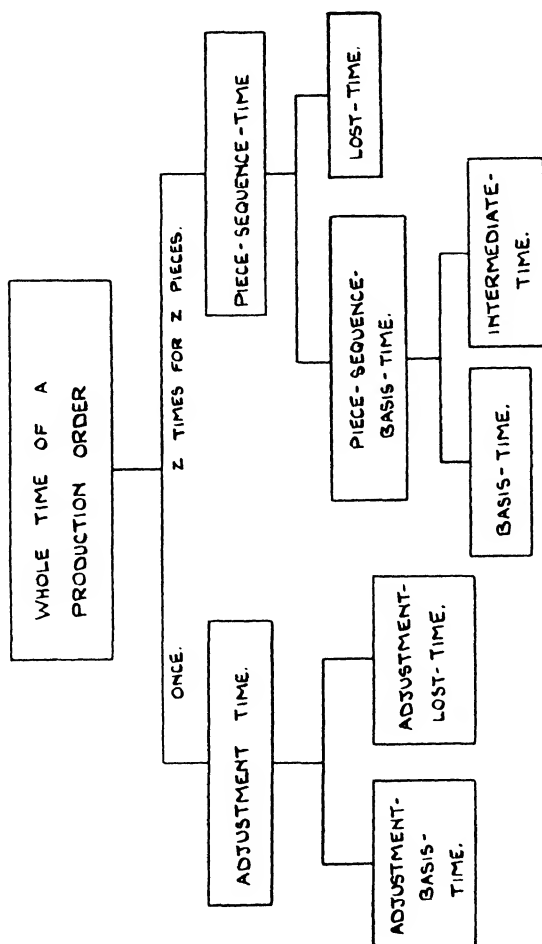 WHOLE TIME OF A
PRODUCTION ORDER
ONCE.
Z TIMES FOR Z PIECES.
ADJUSTMENT TIME.
PIECE-SEQUENCE-TIME
ADJUSTMENT-
BASIS-
TIME.
ADJUSTMENT-
LOST-TIME.
PIECE-SEQUENCE-
BASIS-TIME.
LOST-TIME.
BASIS-TIME.
INTERMEDIATE-
TIME.